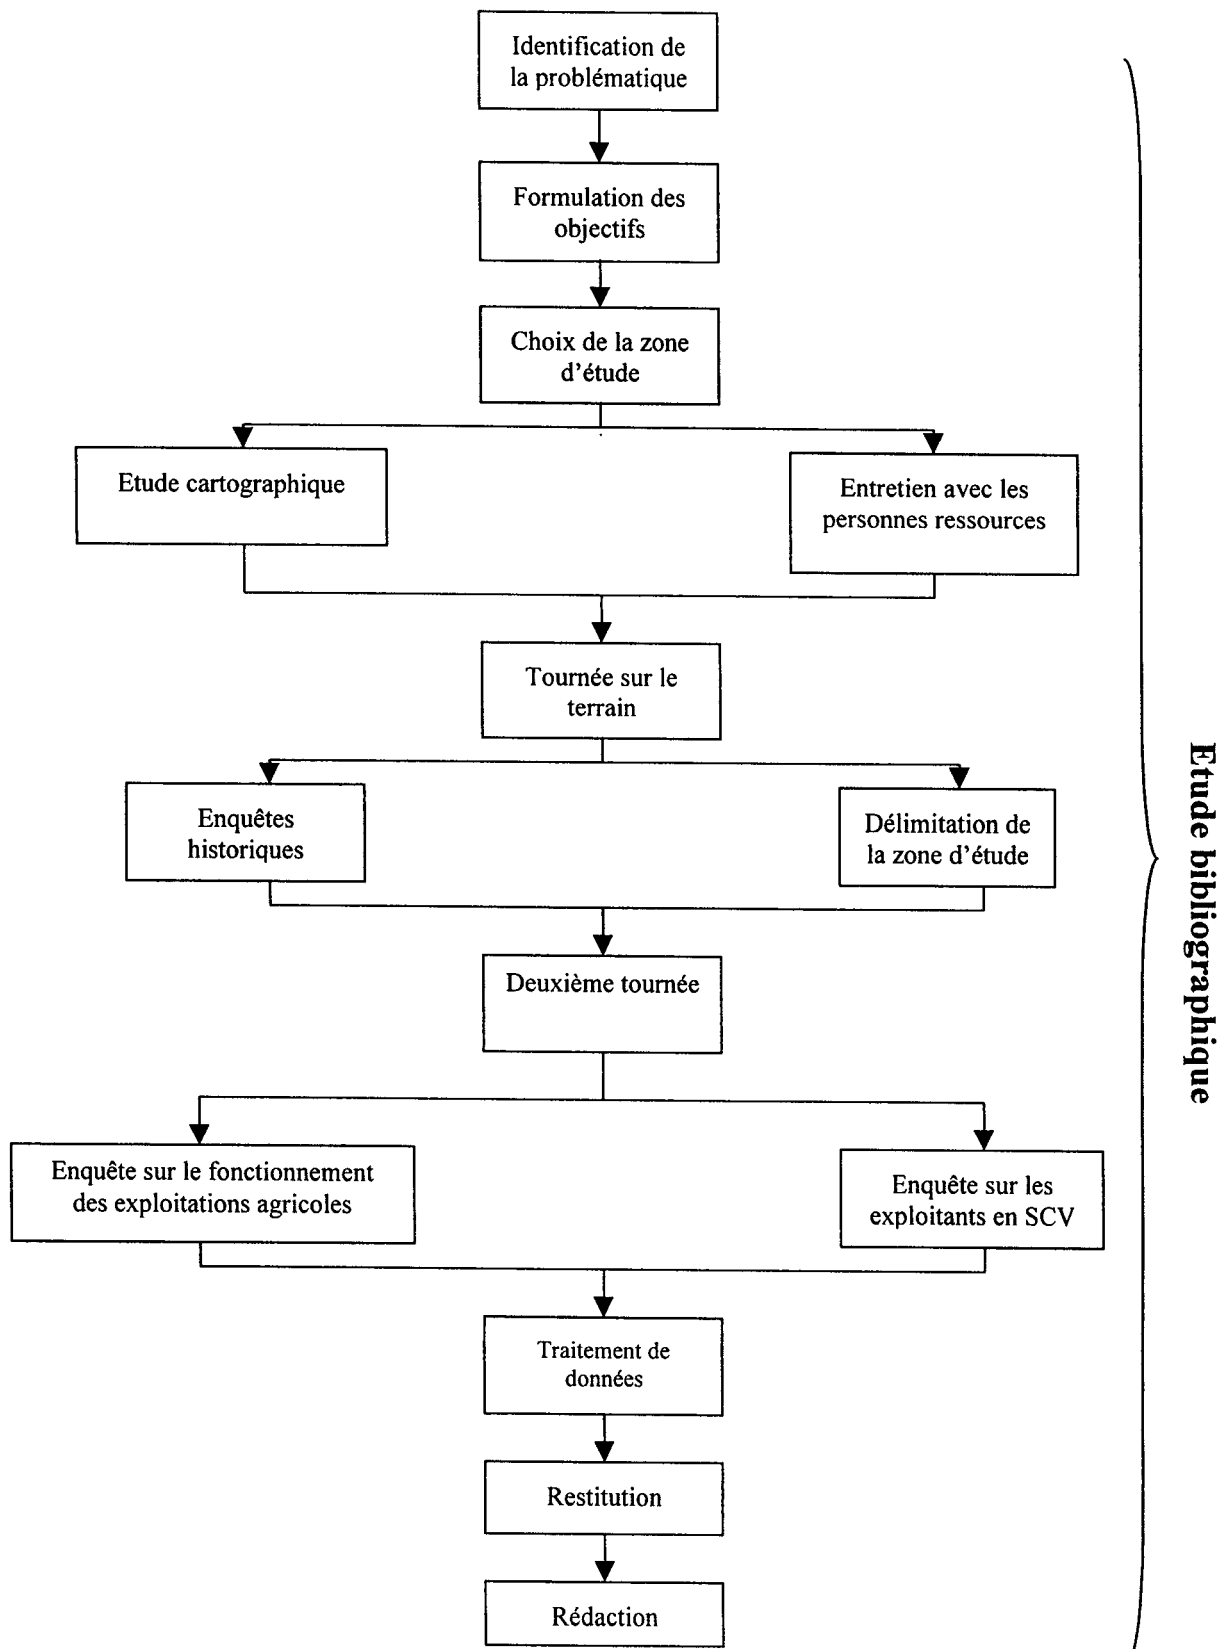 Identification de
la problématique
Formulation des
objectifs
Choix de la zone
d'étude
Etude cartographique
Entretien avec les
personnes ressources
Tournée sur le
terrain
Enquêtes
historiques
Délimitation de
la zone d'étude
Deuxième tournée
Enquête sur le fonctionnement
des exploitations agricoles
Enquête sur les
exploitants en SCV
Traitement de
données
Restitution
Rédaction
Etude bibliographique